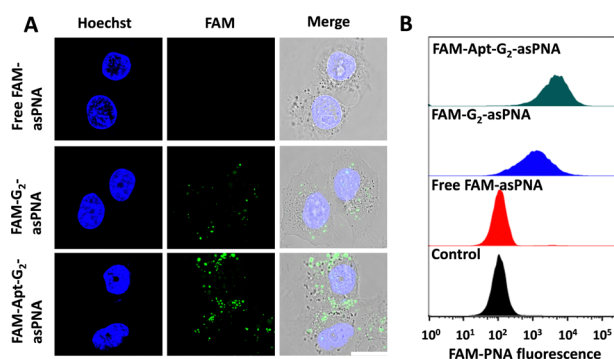 A
Hoechst FAM Merge
Free FAM-
asPNA
FAM-G₂-
asPNA
FAM-Apt-G₂-
asPNA
B
FAM-Apt-G₂-asPNA
FAM-G₂-asPNA
Free FAM-asPNA
Control
10⁰ 10¹ 10² 10³ 10⁴ 10⁵
FAM-PNA fluorescence